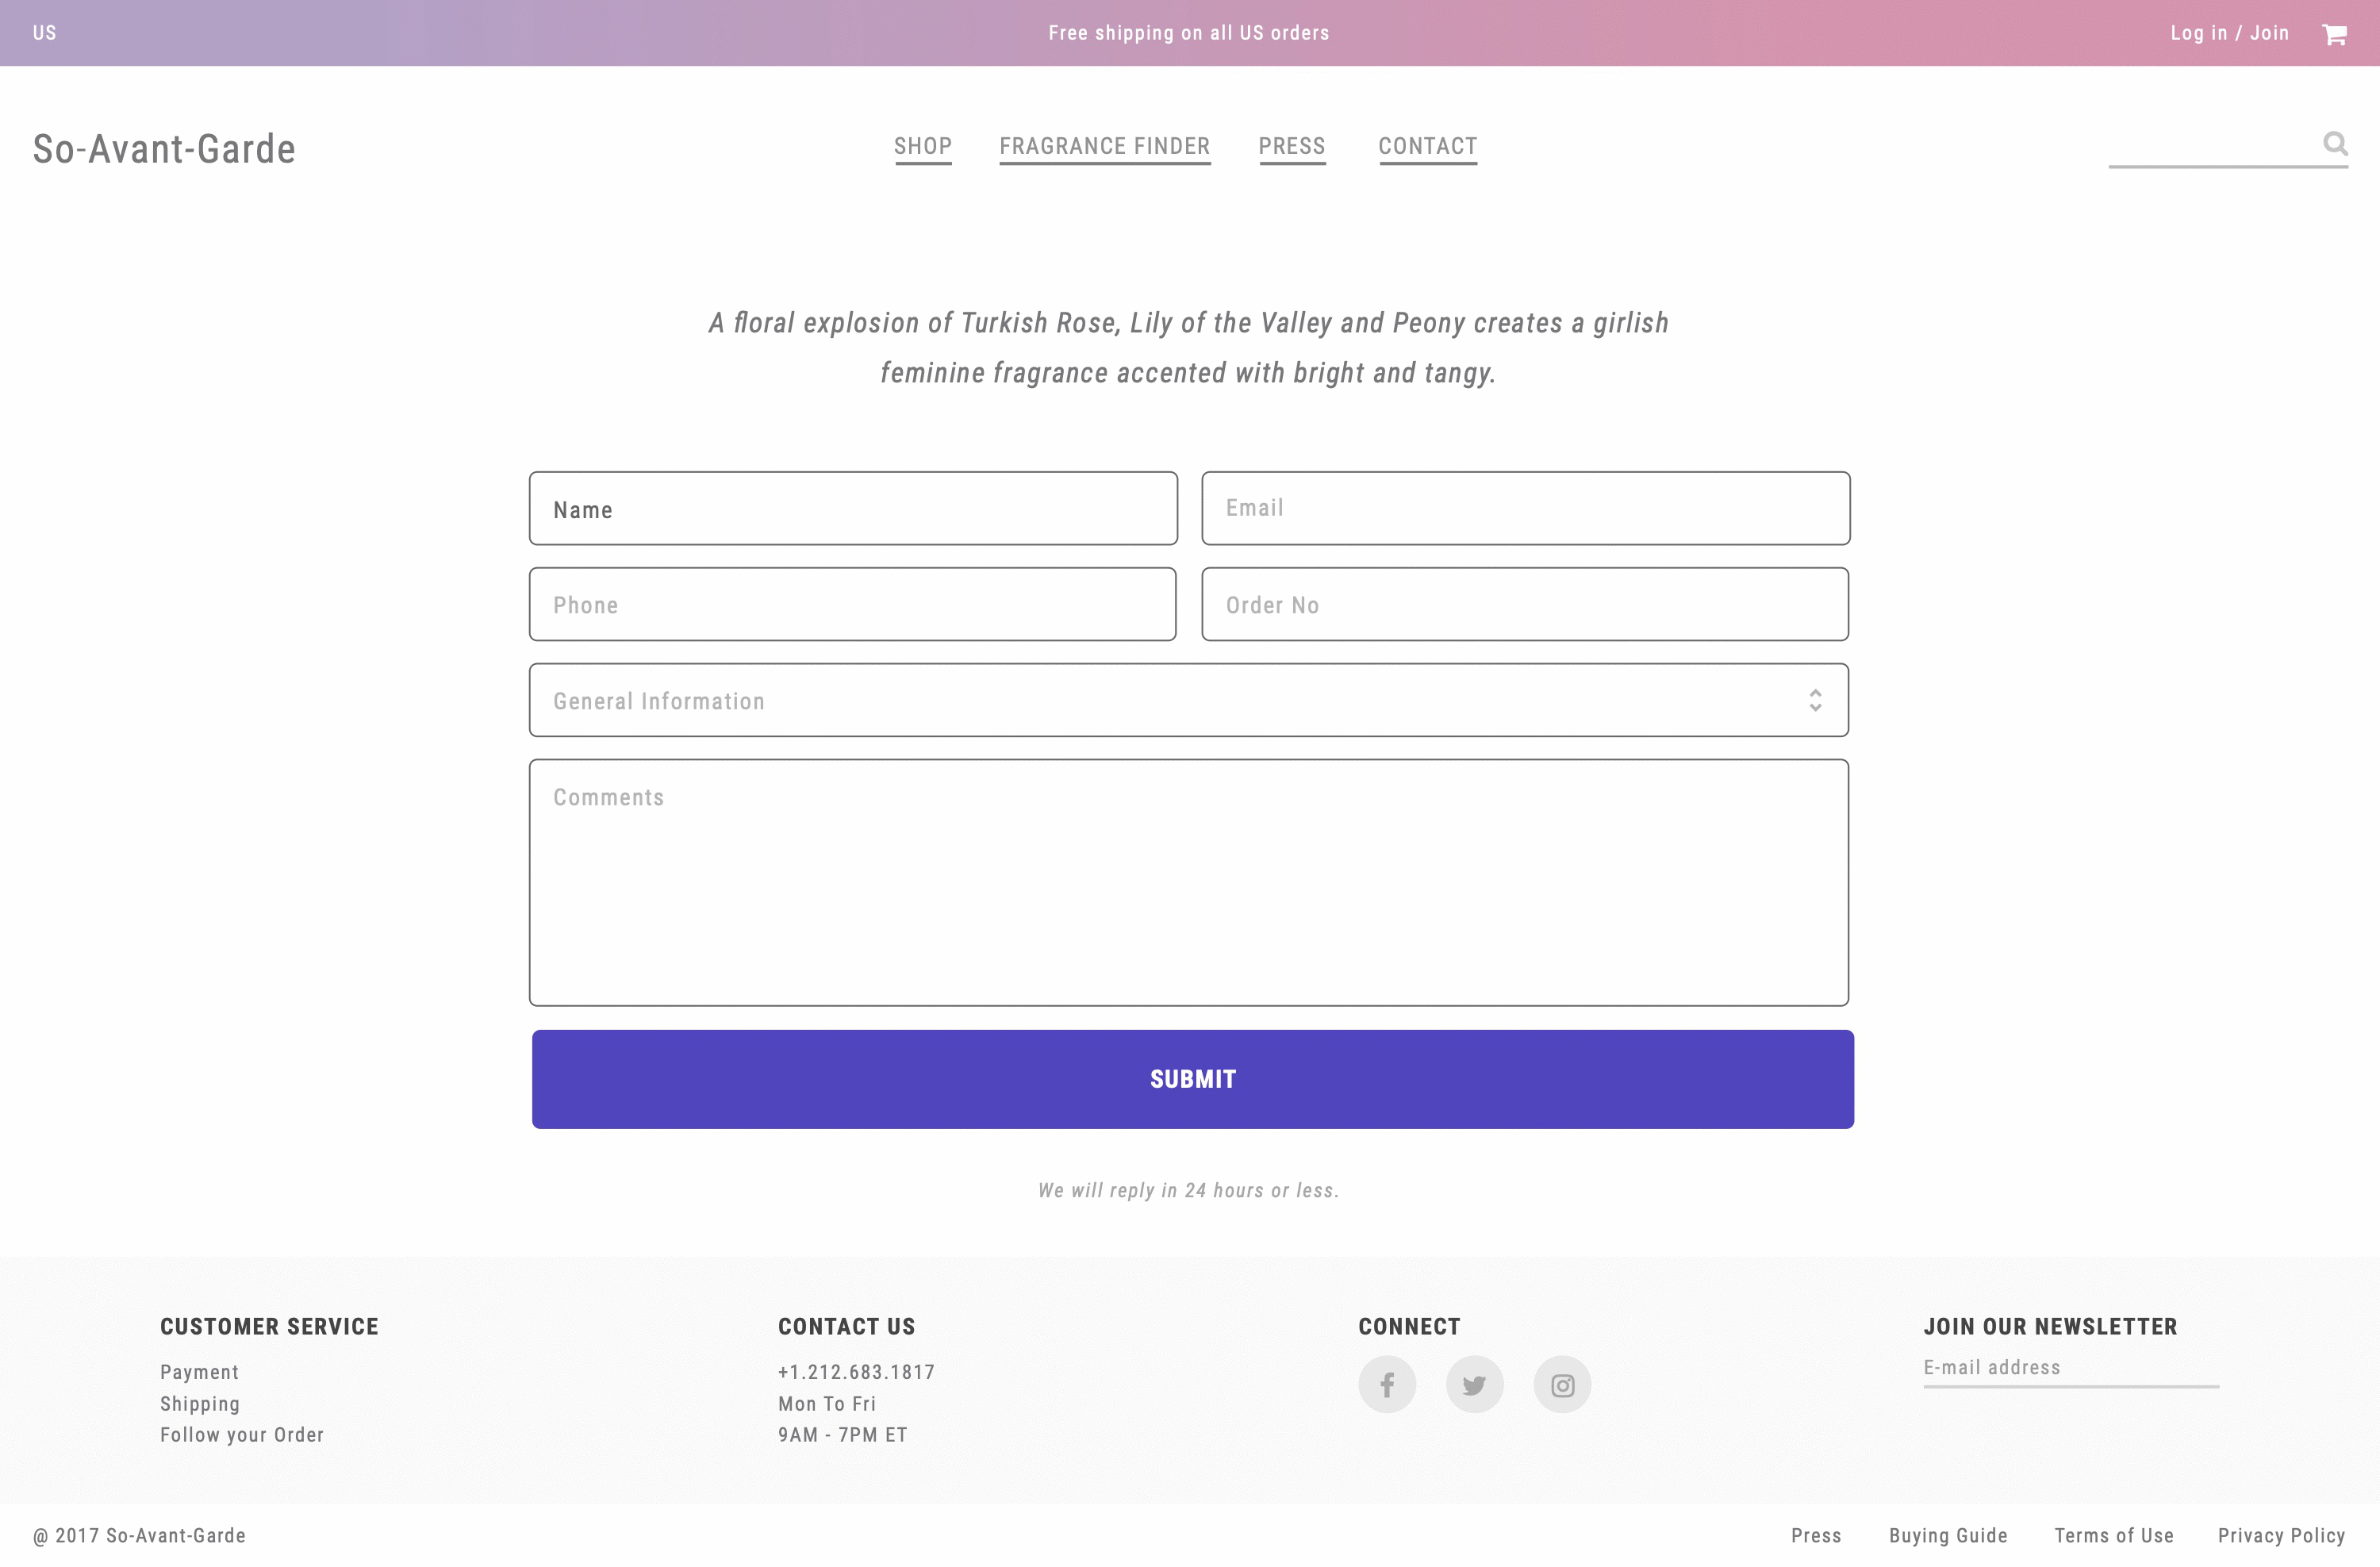 US
Free shipping on all US orders
Log in / Join
So-Avant-Garde
SHOP
FRAGRANCE FINDER
PRESS
CONTACT
A floral explosion of Turkish Rose, Lily of the Valley and Peony creates a girlish
feminine fragrance accented with bright and tangy.
Name
Email
Phone
Order No
General Information
Comments
SUBMIT
We will reply in 24 hours or less.
CUSTOMER SERVICE
Payment
Shipping
Follow your Order
CONTACT US
+1.212.683.1817
Mon To Fri
9AM - 7PM ET
CONNECT
JOIN OUR NEWSLETTER
E-mail address
@ 2017 So-Avant-Garde
Press
Buying Guide
Terms of Use
Privacy Policy